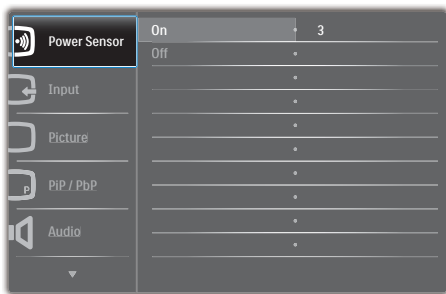 Power Sensor
On 3
Off
Input
Picture
P
PiP / PbP
Audio